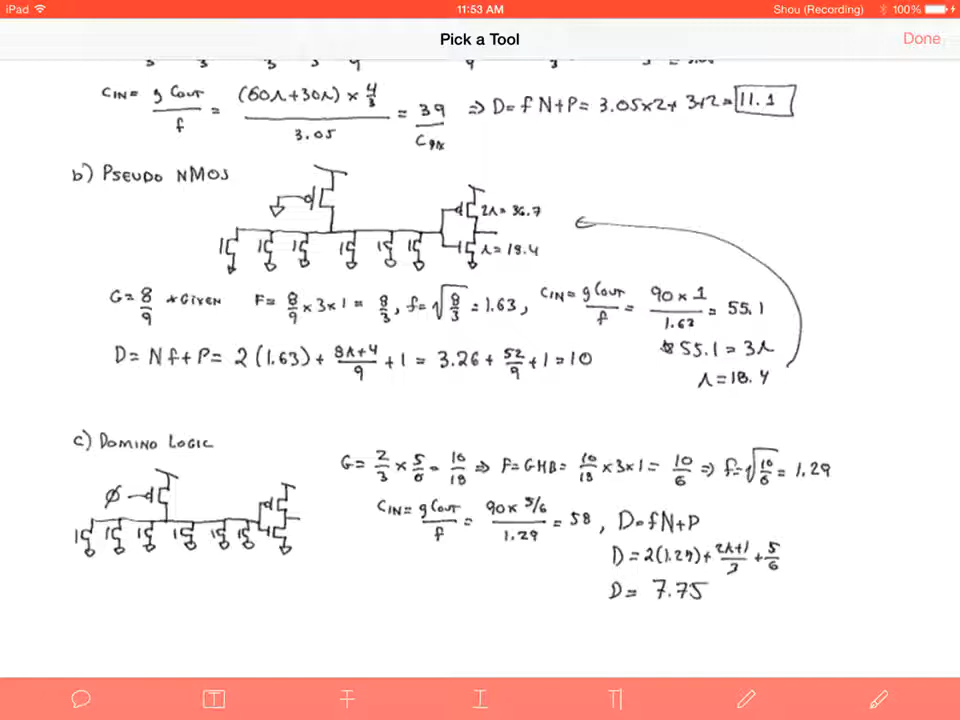 iPad 11:53 AM Shou (Recording) 100%
Pick a Tool Done
CIN = g Cout / f = (60λ+30λ) × 4/3 / 3.05 = 39 / Cgix ⇒ D = f N + P = 3.05×2 + 3+2 = 11.1
b) PSEUDO NMOS
2λ = 36.7
λ = 18.4
G = 8/9 *GIVEN F = 8/9 × 3 × 1 = 8/3, f = √8/3 = 1.63, CIN = g Cout / f = 90 × 1 / 1.63 = 55.1
55.1 = 3λ
D = N f + P = 2 (1.63) + 8λ+4 / 9 + 1 = 3.26 + 52/9 + 1 = 10
λ = 18.4
c) DOMINO LOGIC
G = 2/3 × 5/6 = 10/18 ⇒ F = GHB = 10/18 × 3 × 1 = 10/6 ⇒ f = √10/6 = 1.29
ϕ
CIN = g Cout / f = 90 × 5/6 / 1.29 = 58, D = f N + P
D = 2(1.29) + 2λ+1 / 3 + 5/6
D = 7.75